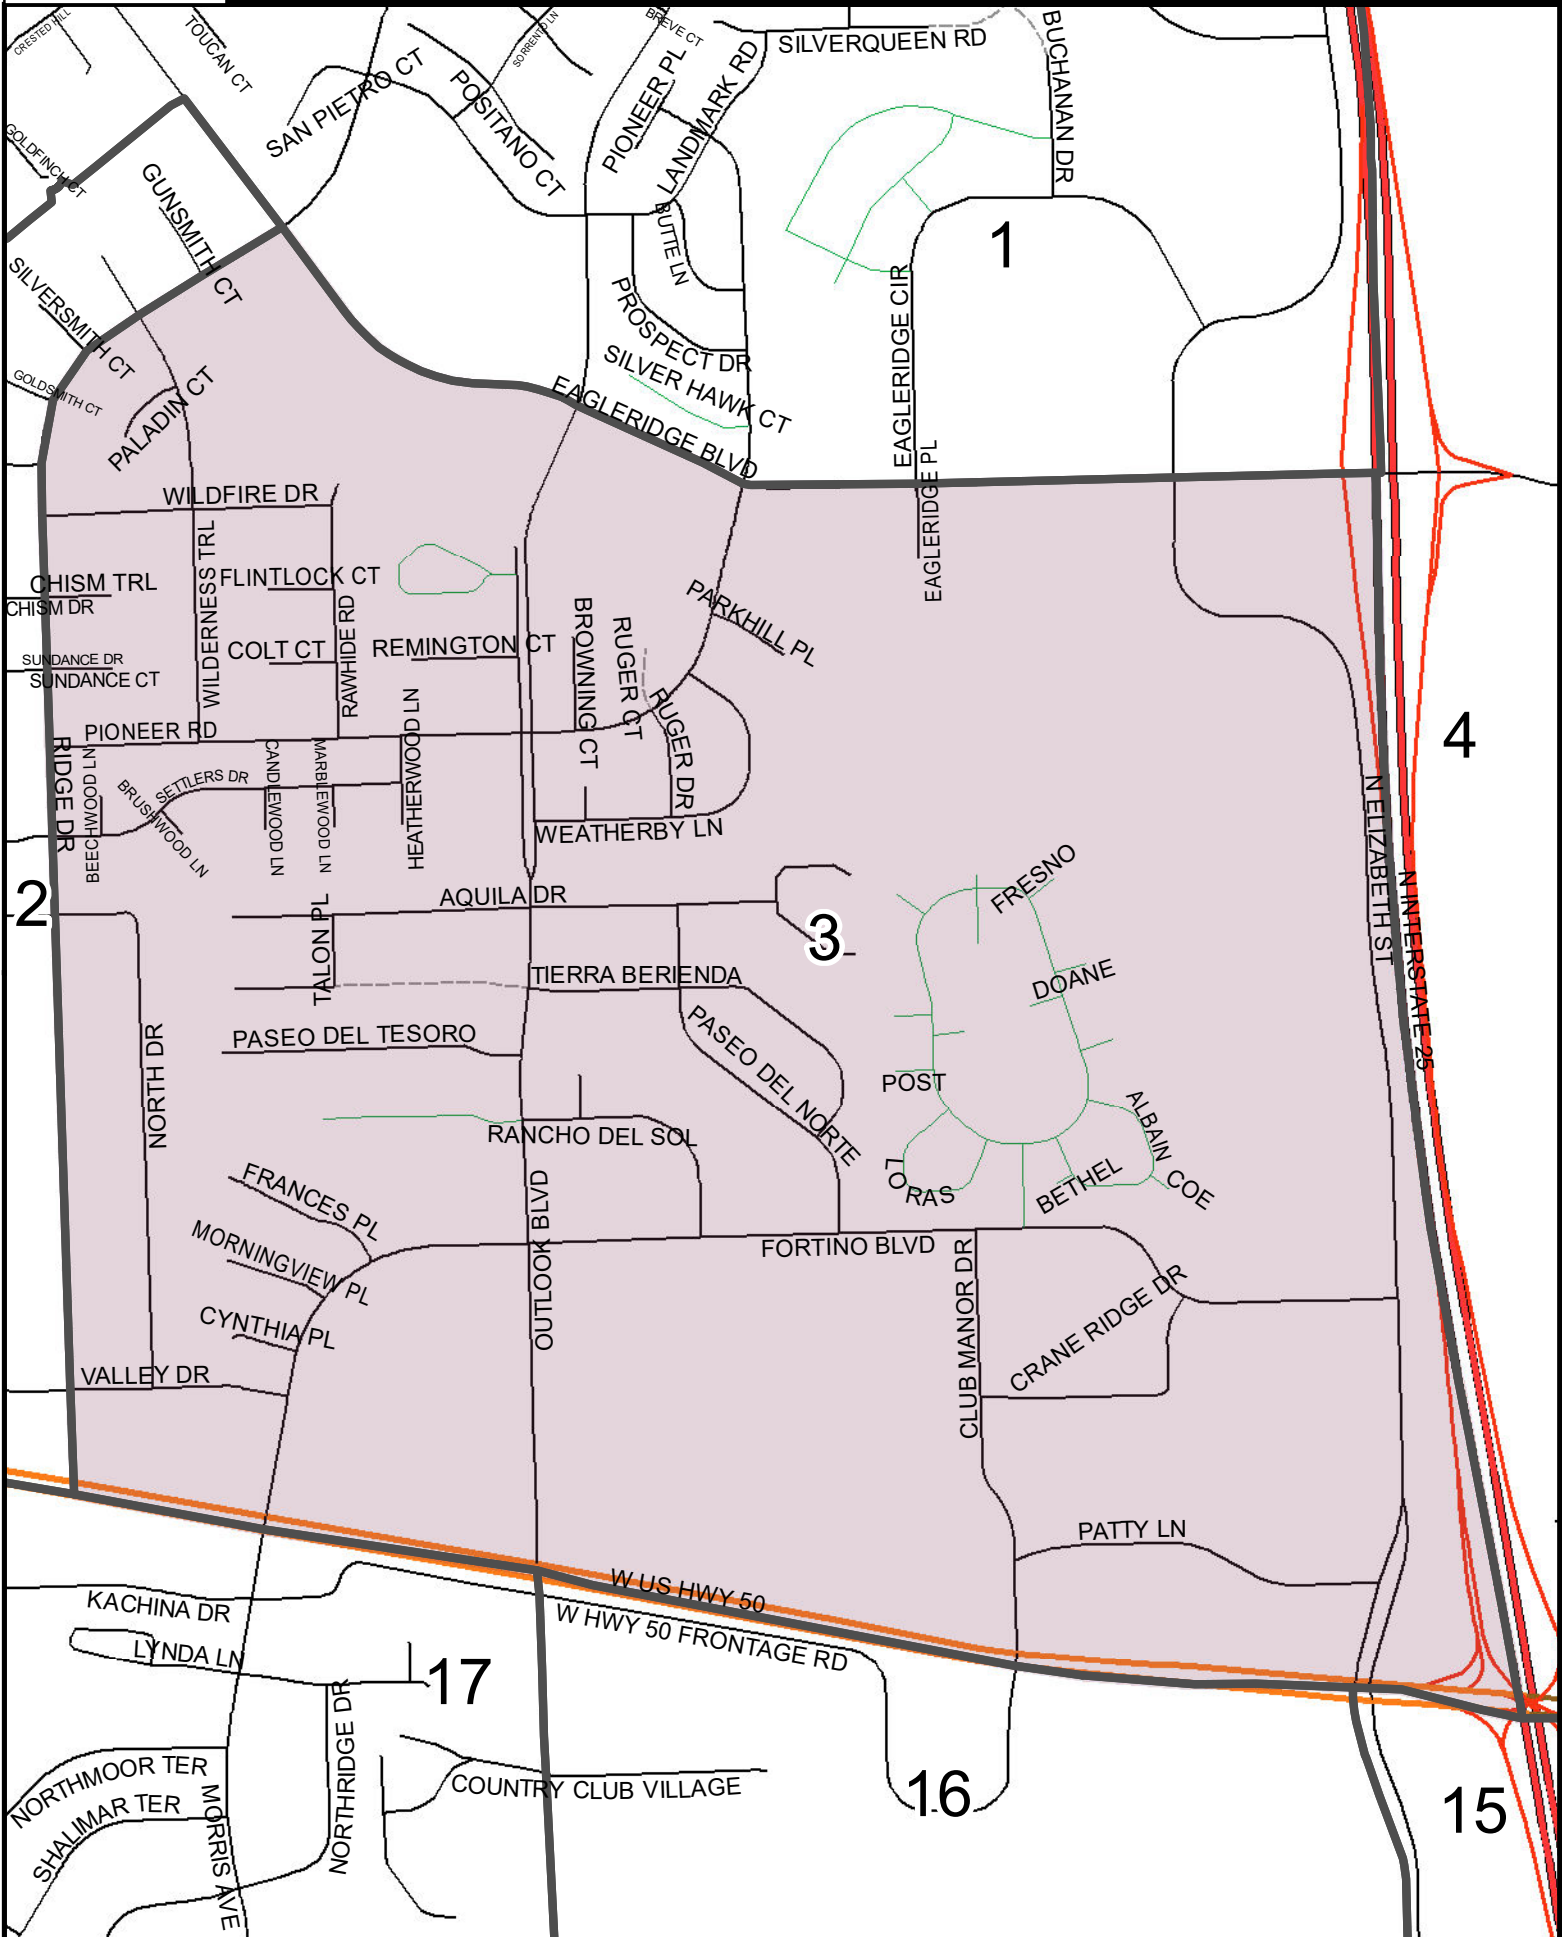 CRESTED HILL
TOUCAN CT
SORRENTO LN
BREVE CT
SILVERQUEEN RD
BUCHANAN DR
SAN PIETRO CT
POSITANO CT
PIONEER PL
LANDMARK RD
GOLDFINCH CT
GUNSMITH CT
BUTTE LN
1
SILVERSMITH CT
PROSPECT DR
EAGLERIDGE CIR
SILVER HAWK CT
GOLDSMITH CT
PALADIN CT
EAGLERIDGE BLVD
EAGLERIDGE PL
WILDFIRE DR
WILDERNESS TRL
CHISM TRL
CHISM DR
FLINTLOCK CT
RAWHIDE RD
PARKHILL PL
BROWNING CT
RUGER CT
COLT CT
REMINGTON CT
SUNDANCE DR
SUNDANCE CT
RUGER DR
4
PIONEER RD
RIDGE DR
BEECHWOOD LN
SETTLERS DR
BRUSHWOOD LN
CANDLEWOOD LN
MARBLEWOOD LN
HEATHERWOOD LN
WEATHERBY LN
N ELIZABETH ST
N INTERSTATE 25
2
AQUILA DR
TALON PL
3
FRESNO
TIERRA BERIENDA
DOANE
PASEO DEL TESORO
NORTH DR
PASEO DEL NORTE
POST
RANCHO DEL SOL
ALBAIN
LORAS
BETHEL
COE
FRANCES PL
OUTLOOK BLVD
MORNINGVIEW PL
FORTINO BLVD
CLUB MANOR DR
CRANE RIDGE DR
CYNTHIA PL
VALLEY DR
PATTY LN
W US HWY 50
KACHINA DR
W HWY 50 FRONTAGE RD
LYNDA LN
17
NORTHRIDGE DR
NORTHMOOR TER
SHALIMAR TER
MORRIS AVE
COUNTRY CLUB VILLAGE
16
15